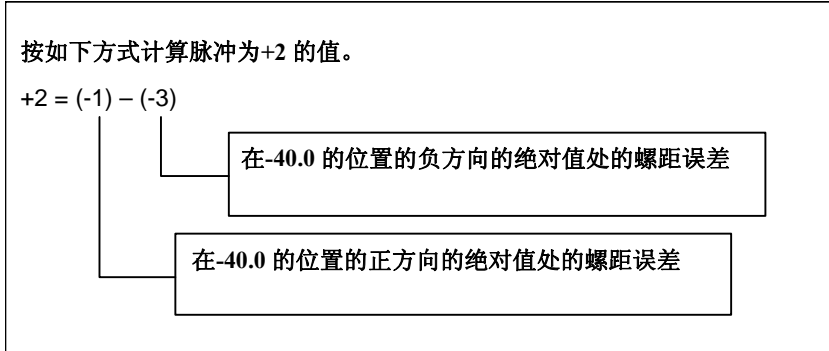 按如下方式计算脉冲为+2 的值。
+2 = (-1) – (-3)
在-40.0 的位置的负方向的绝对值处的螺距误差
在-40.0 的位置的正方向的绝对值处的螺距误差